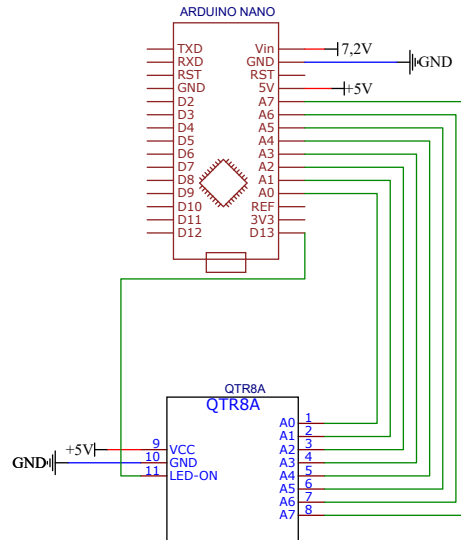 ARDUINO NANO
TXD Vin 7,2V
RXD GND GND
RST RST
GND 5V +5V
D2 A7
D3 A6
D4 A5
D5 A4
D6 A3
D7 A2
D8 A1
D9 A0
D10 REF
D11 3V3
D12 D13
QTR8A
QTR8A
A0 1
A1 2
+5V 9 VCC A2 3
GND 10 GND A3 4
11 LED-ON A4 5
A5 6
A6 7
A7 8